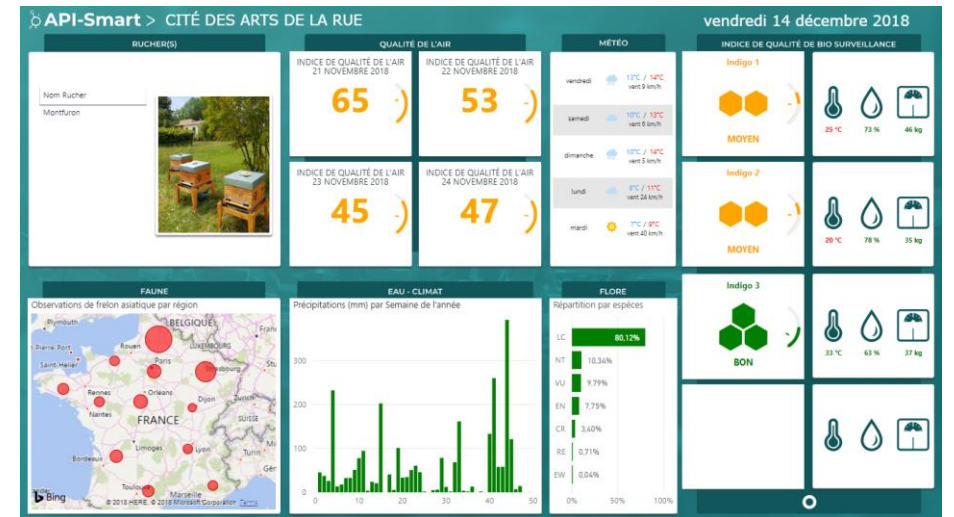 API-Smart > CITÉ DES ARTS DE LA RUE
vendredi 14 décembre 2018
RUCHER(S)
Nom Rucher
Montfuron
QUALITÉ DE L'AIR
INDICE DE QUALITÉ DE L'AIR
21 NOVEMBRE 2018
65
INDICE DE QUALITÉ DE L'AIR
22 NOVEMBRE 2018
53
INDICE DE QUALITÉ DE L'AIR
23 NOVEMBRE 2018
45
INDICE DE QUALITÉ DE L'AIR
24 NOVEMBRE 2018
47
MÉTÉO
vendredi 13°C / 14°C
vent 9 km/h
samedi 10°C / 13°C
vent 6 km/h
dimanche 10°C / 14°C
vent 5 km/h
lundi 8°C / 11°C
vent 24 km/h
mardi 7°C / 9°C
vent 40 km/h
INDICE DE QUALITÉ DE BIO SURVEILLANCE
Indigo 1
MOYEN
25 °C 73 % 46 kg
Indigo 2
MOYEN
20 °C 78 % 35 kg
Indigo 3
BON
33 °C 63 % 37 kg
FAUNE
Observations de frelon asiatique par région
Plymouth
BELGIQUE
Pierre Port
Rouen
LUXEMBOURG
Saint-Hélier
Paris
Strasbourg
Rennes
Orléans
Dijon
Zurich
Nantes
FRANCE
SUISSE
Limoges
Lyon
Turin
Bordeaux
Toulouse
Marseille
Bing
© 2018 HERE, © 2018 Microsoft Corporation Terms
EAU - CLIMAT
Précipitations (mm) par Semaine de l'année
300
200
100
0
0 10 20 30 40 50
FLORE
Répartition par espèces
LC 80,12%
NT 10,34%
VU 9,79%
EN 7,75%
CR 3,40%
RE 0,71%
EW 0,04%
0% 50% 100%